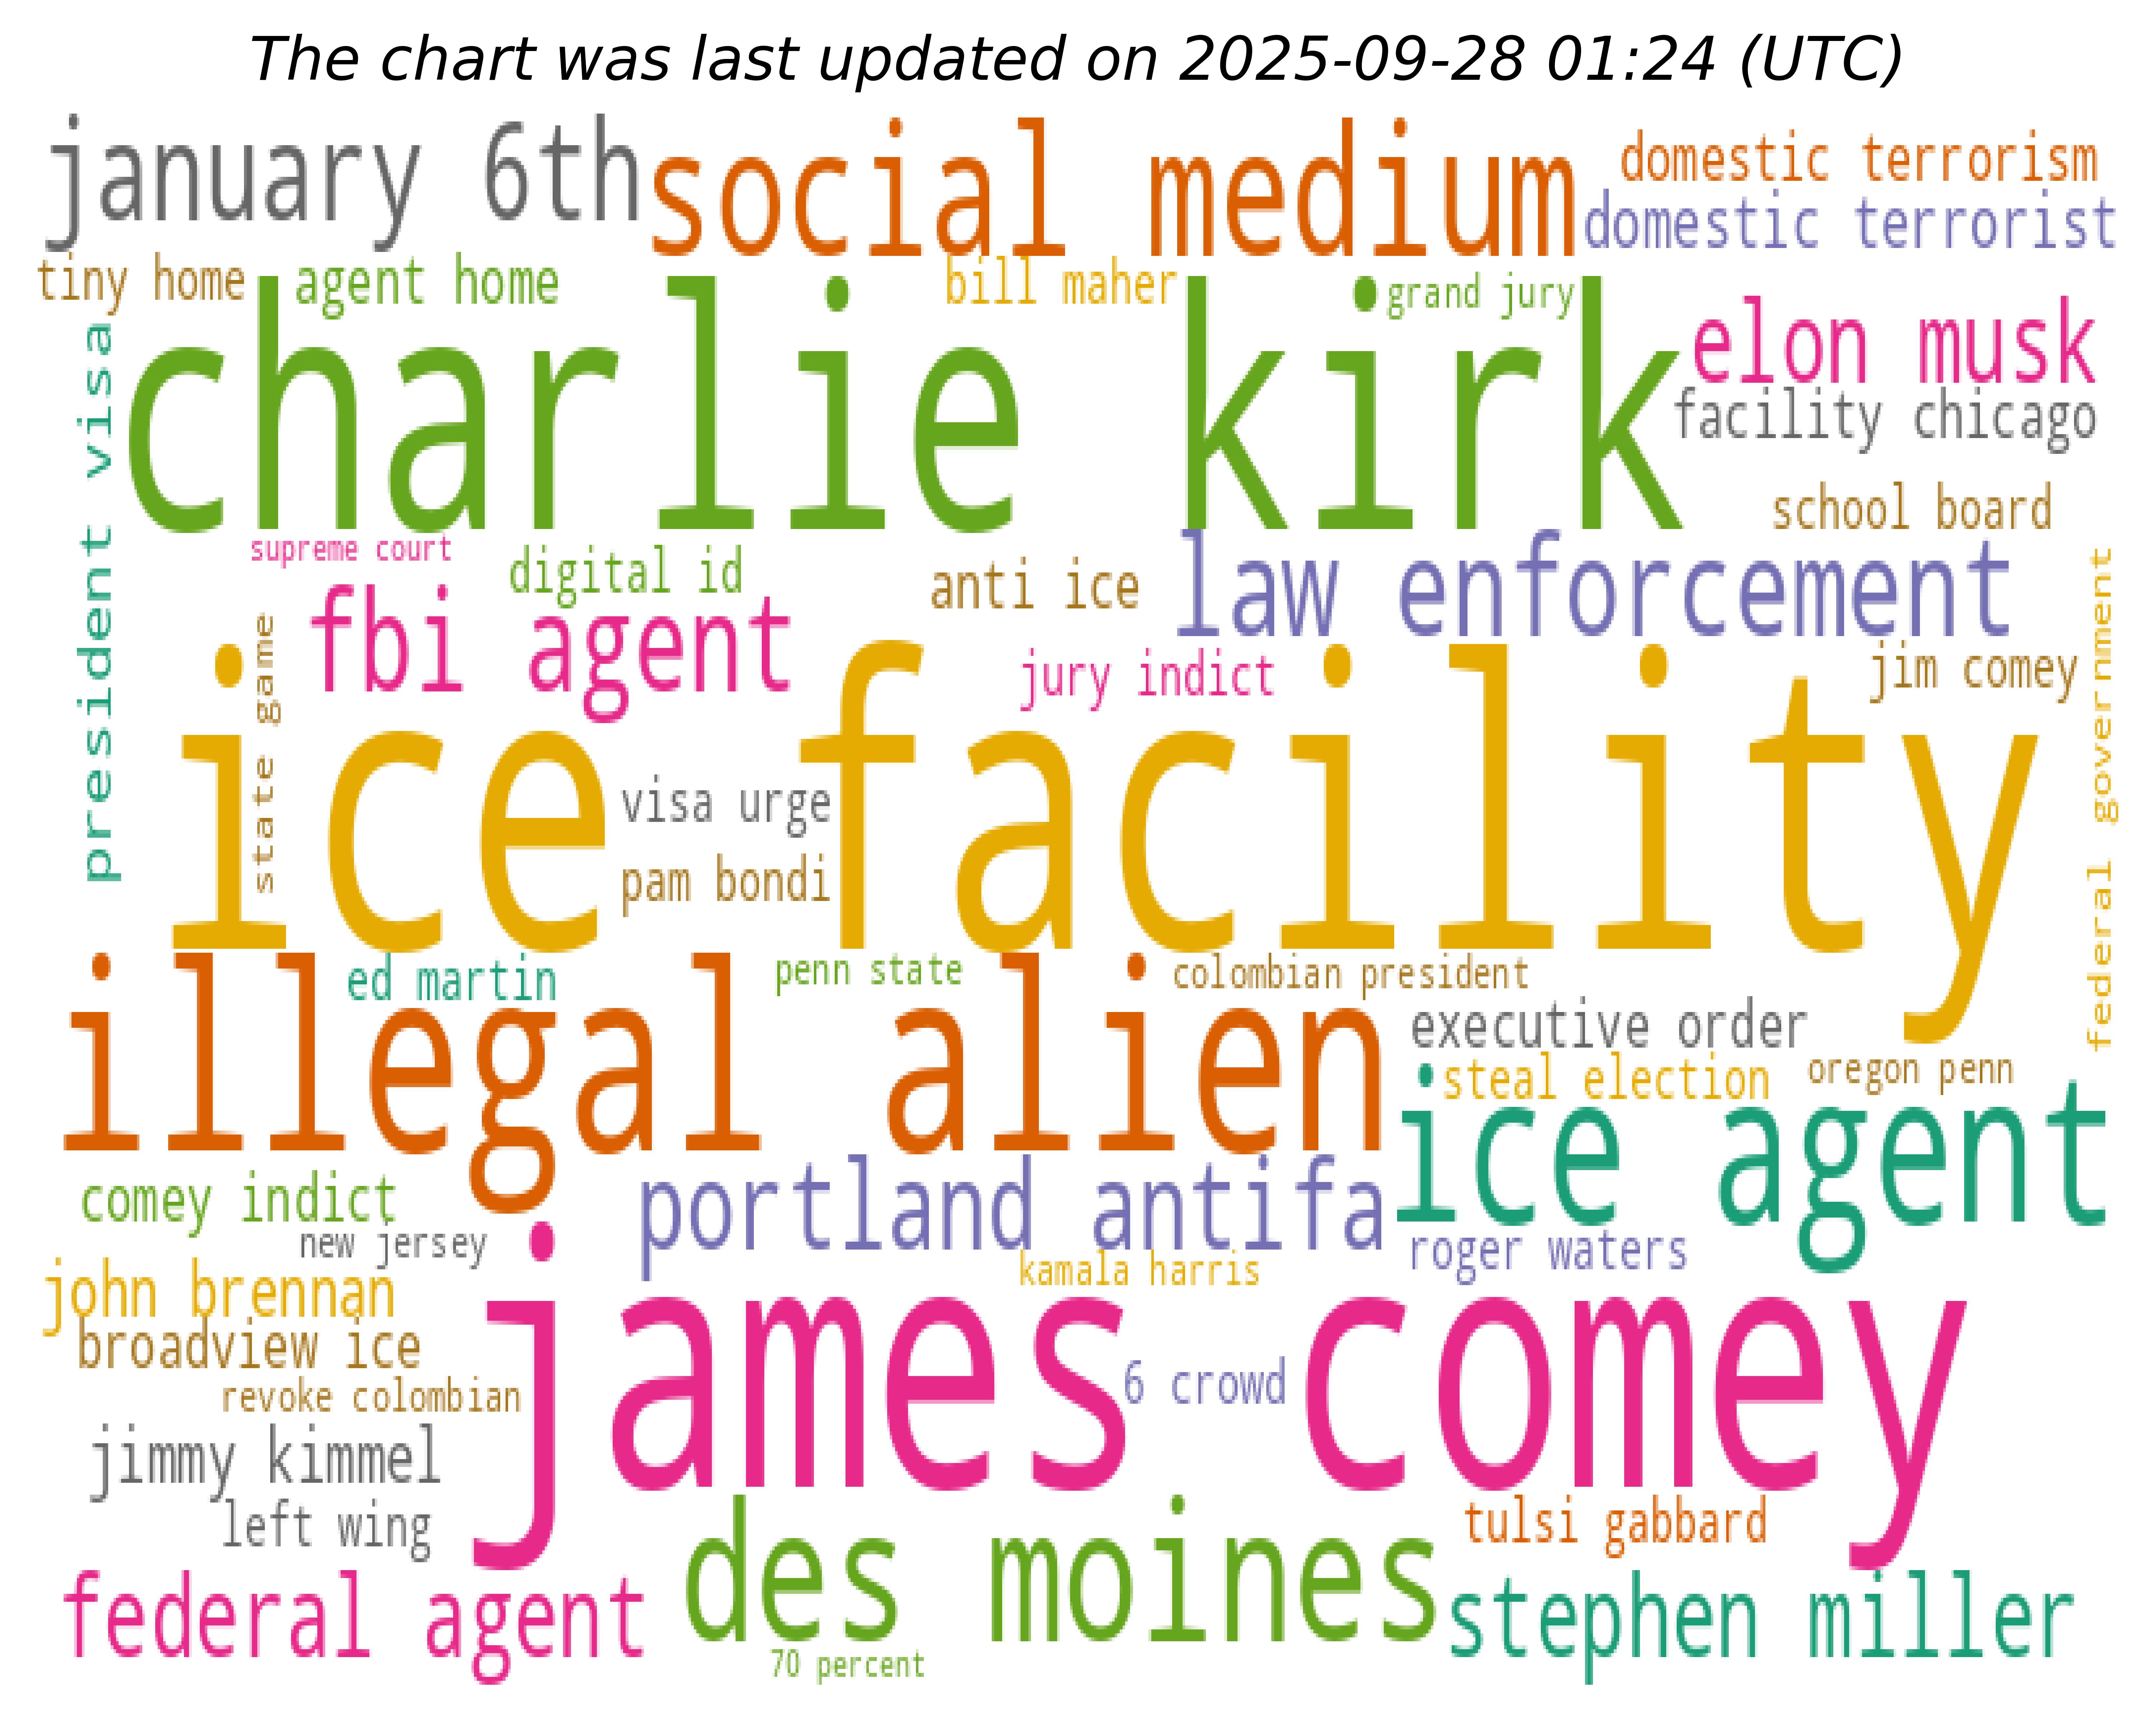 The chart was last updated on 2025-09-28 01:24 (UTC)
january 6th
social medium
domestic terrorism
domestic terrorist
tiny home
agent home
bill maher
grand jury
charlie kirk
elon musk
facility chicago
president visa
school board
supreme court
digital id
anti ice
law enforcement
fbi agent
state game
jury indict
jim comey
federal government
ice facility
visa urge
pam bondi
illegal alien
ed martin
penn state
colombian president
executive order
steal election
oregon penn
ice agent
comey indict
portland antifa
new jersey
roger waters
kamala harris
john brennan
broadview ice
james comey
6 crowd
revoke colombian
jimmy kimmel
left wing
des moines
tulsi gabbard
federal agent
stephen miller
70 percent